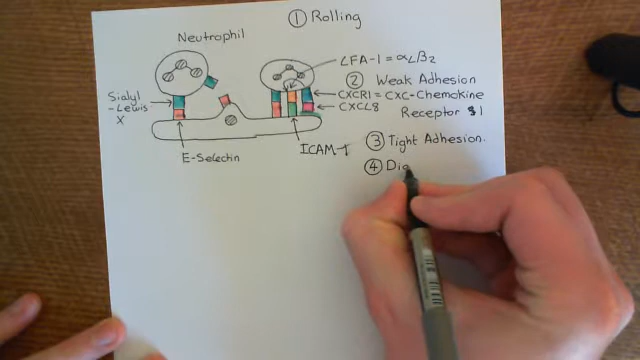 ① Rolling
Neutrophil
LFA-1 = αLβ2
② Weak Adhesion
Sialyl
-Lewis
X
CXCR1 = CXC-Chemokine
Receptor 1
CXCL8
E-Selectin
ICAM-1
③ Tight Adhesion.
④ Dia